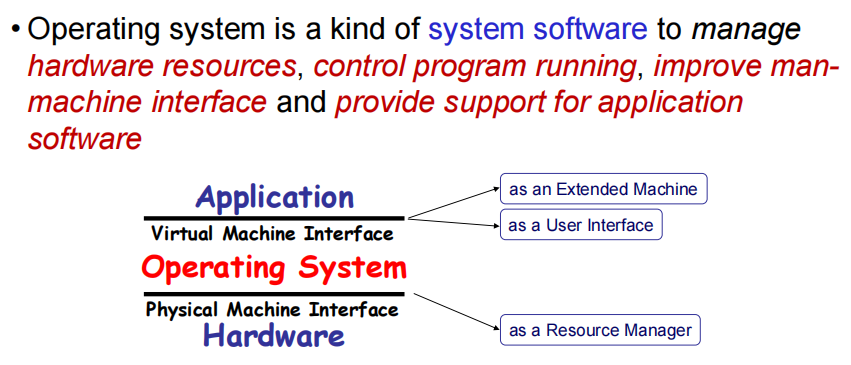 • Operating system is a kind of system software to manage
hardware resources, control program running, improve man-
machine interface and provide support for application
software
Application
Virtual Machine Interface
Operating System
Physical Machine Interface
Hardware
as an Extended Machine
as a User Interface
as a Resource Manager